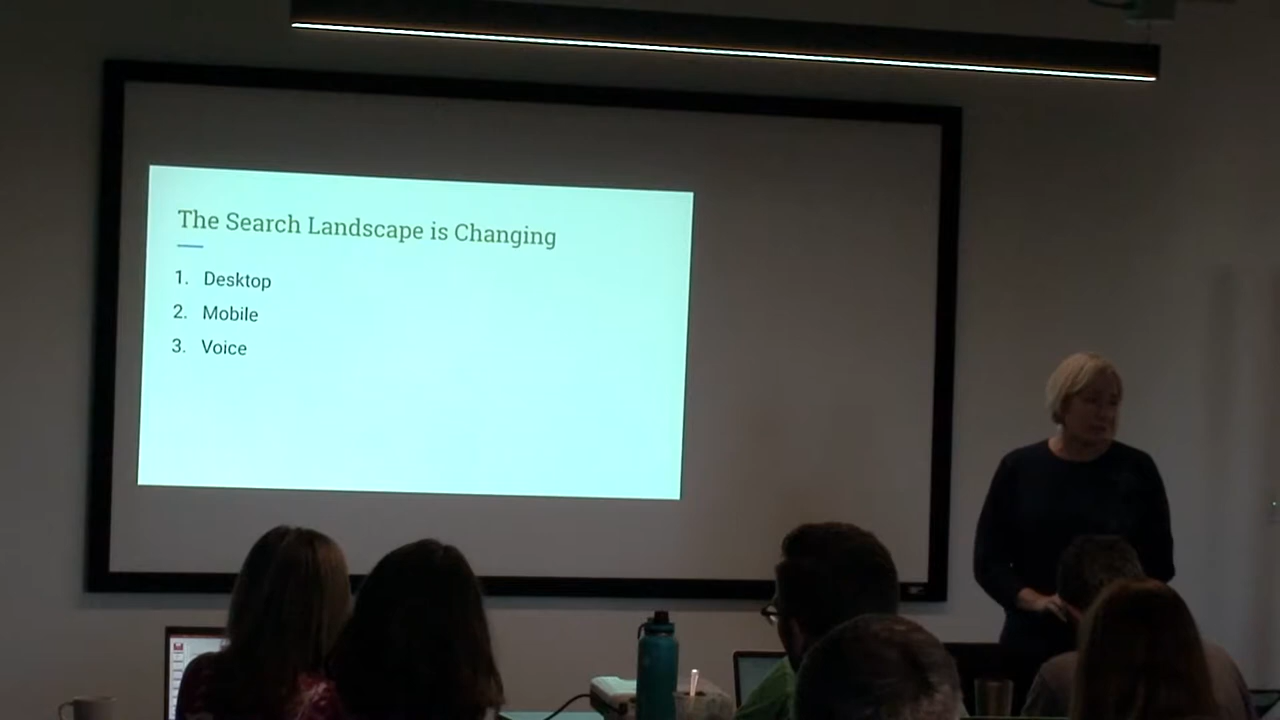 The Search Landscape is Changing
1. Desktop
2. Mobile
3. Voice